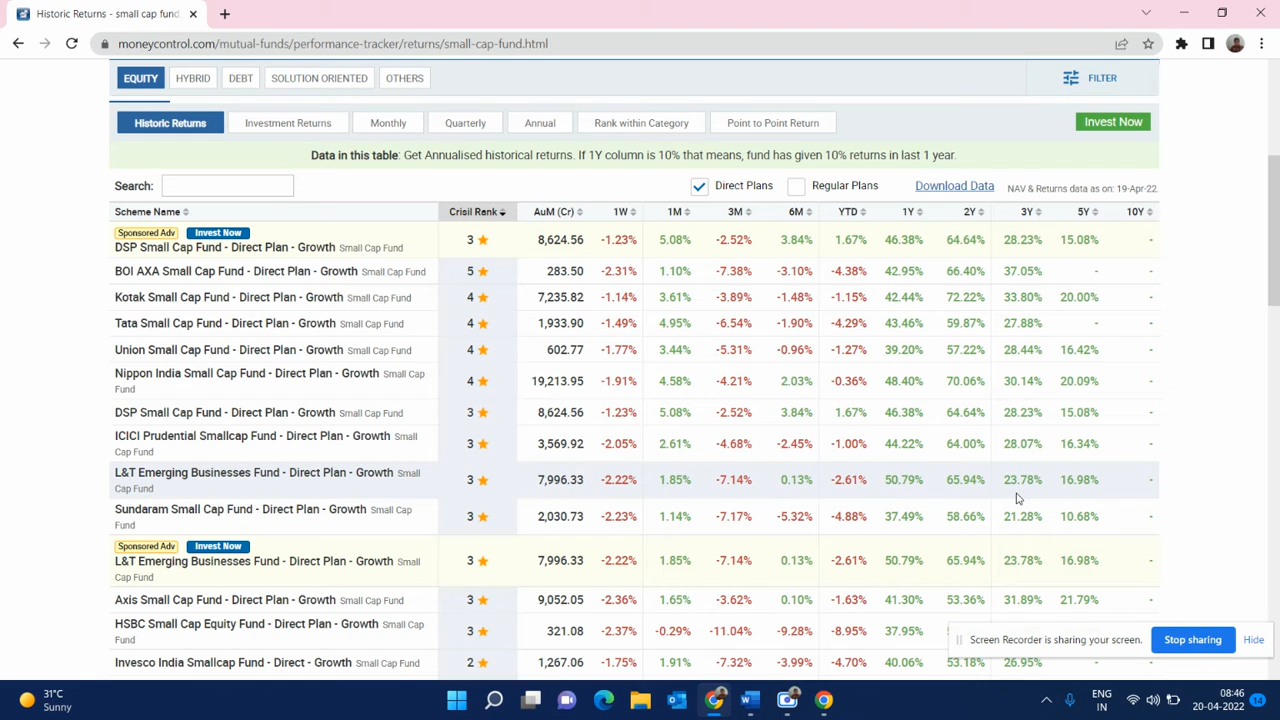 Historic Returns - small cap fund
moneycontrol.com/mutual-funds/performance-tracker/returns/small-cap-fund.html
EQUITY HYBRID DEBT SOLUTION ORIENTED OTHERS FILTER
Historic Returns Investment Returns Monthly Quarterly Annual Rank within Category Point to Point Return Invest Now
Data in this table: Get Annualised historical returns. If 1Y column is 10% that means, fund has given 10% returns in last 1 year.
Search: Direct Plans Regular Plans Download Data NAV & Returns data as on: 19-Apr-22.
Scheme Name Crisil Rank AuM (Cr) 1W 1M 3M 6M YTD 1Y 2Y 3Y 5Y 10Y
Sponsored Adv Invest Now
DSP Small Cap Fund - Direct Plan - Growth Small Cap Fund 3 8,624.56 -1.23% 5.08% -2.52% 3.84% 1.67% 46.38% 64.64% 28.23% 15.08% -
BOI AXA Small Cap Fund - Direct Plan - Growth Small Cap Fund 5 283.50 -2.31% 1.10% -7.38% -3.10% -4.38% 42.95% 66.40% 37.05% - -
Kotak Small Cap Fund - Direct Plan - Growth Small Cap Fund 4 7,235.82 -1.14% 3.61% -3.89% -1.48% -1.15% 42.44% 72.22% 33.80% 20.00% -
Tata Small Cap Fund - Direct Plan - Growth Small Cap Fund 4 1,933.90 -1.49% 4.95% -6.54% -1.90% -4.29% 43.46% 59.87% 27.88% - -
Union Small Cap Fund - Direct Plan - Growth Small Cap Fund 4 602.77 -1.77% 3.44% -5.31% -0.96% -1.27% 39.20% 57.22% 28.44% 16.42% -
Nippon India Small Cap Fund - Direct Plan - Growth Small Cap 4 19,213.95 -1.91% 4.58% -4.21% 2.03% -0.36% 48.40% 70.06% 30.14% 20.09% -
Fund
DSP Small Cap Fund - Direct Plan - Growth Small Cap Fund 3 8,624.56 -1.23% 5.08% -2.52% 3.84% 1.67% 46.38% 64.64% 28.23% 15.08% -
ICICI Prudential Smallcap Fund - Direct Plan - Growth Small 3 3,569.92 -2.05% 2.61% -4.68% -2.45% -1.00% 44.22% 64.00% 28.07% 16.34% -
Cap Fund
L&T Emerging Businesses Fund - Direct Plan - Growth Small 3 7,996.33 -2.22% 1.85% -7.14% 0.13% -2.61% 50.79% 65.94% 23.78% 16.98% -
Cap Fund
Sundaram Small Cap Fund - Direct Plan - Growth Small Cap 3 2,030.73 -2.23% 1.14% -7.17% -5.32% -4.88% 37.49% 58.66% 21.28% 10.68% -
Fund
Sponsored Adv Invest Now
L&T Emerging Businesses Fund - Direct Plan - Growth Small 3 7,996.33 -2.22% 1.85% -7.14% 0.13% -2.61% 50.79% 65.94% 23.78% 16.98% -
Cap Fund
Axis Small Cap Fund - Direct Plan - Growth Small Cap Fund 3 9,052.05 -2.36% 1.65% -3.62% 0.10% -1.63% 41.30% 53.36% 31.89% 21.79% -
HSBC Small Cap Equity Fund - Direct Plan - Growth Small Cap 3 321.08 -2.37% -0.29% -11.04% -9.28% -8.95% 37.95%
Fund
Invesco India Smallcap Fund - Direct - Growth Small Cap Fund 2 1,267.06 -1.75% 1.91% -7.32% -3.99% -4.70% 40.06% 53.18% 26.95% - -
Screen Recorder is sharing your screen. Stop sharing Hide
31°C
Sunny
ENG
IN
08:46
20-04-2022
14